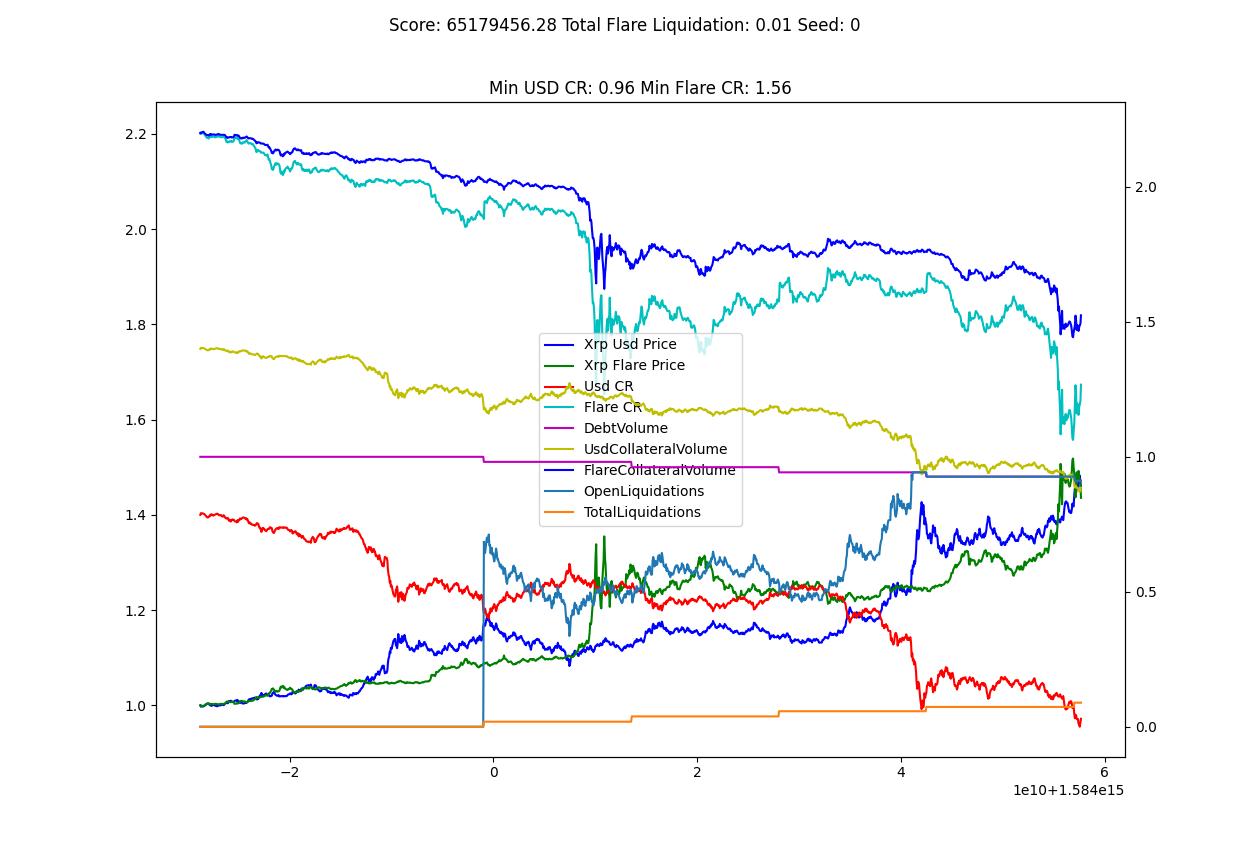 Score: 65179456.28 Total Flare Liquidation: 0.01 Seed: 0
Min USD CR: 0.96 Min Flare CR: 1.56
2.2
2.0
1.8
1.6
1.4
1.2
1.0
Xrp Usd Price
Xrp Flare Price
Usd CR
Flare CR
DebtVolume
UsdCollateralVolume
FlareCollateralVolume
OpenLiquidations
TotalLiquidations
2.0
1.5
1.0
0.5
0.0
−2 0 2 4 6
1e10+1.584e15